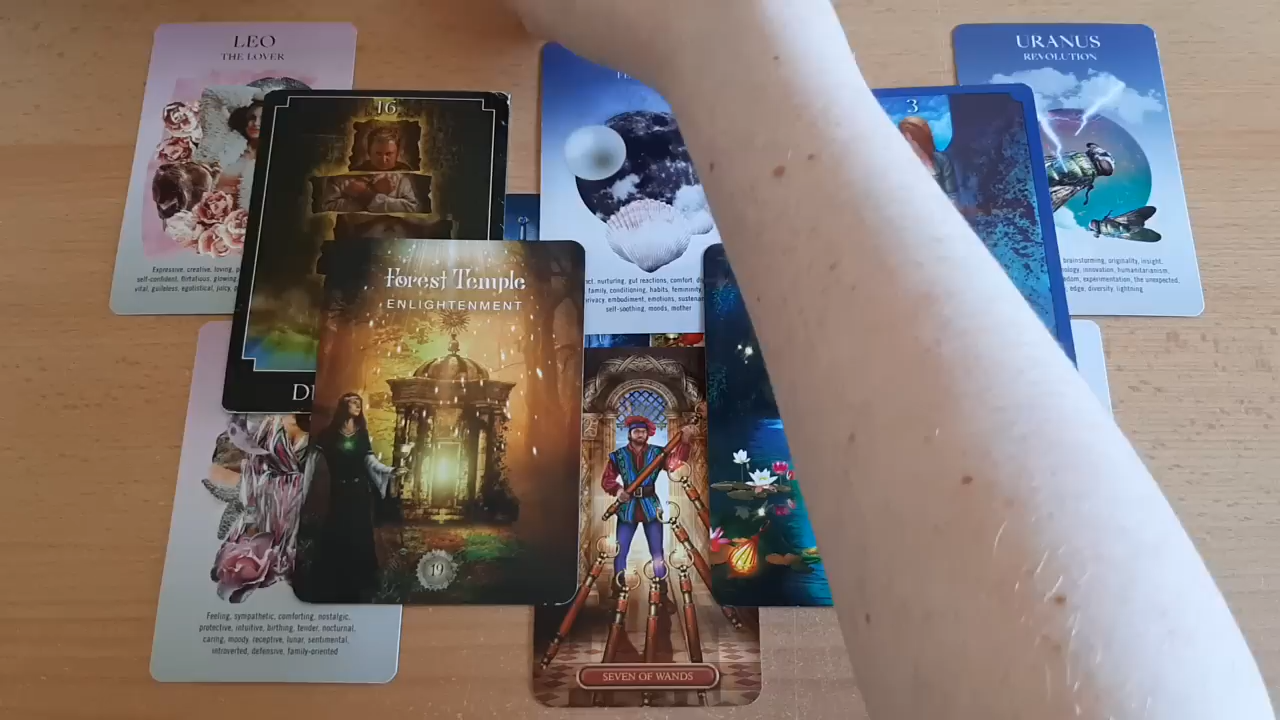 LEO
THE LOVER
Expressive, creative, loving,
self-confident, flirtatious, glowing,
vital, guileless, egotistical, juicy,
16
Forest Temple
ENLIGHTENMENT
19
Feeling, sympathetic, comforting, nostalgic,
protective, intuitive, birthing, tender, nocturnal,
caring, moody, receptive, lunar, sentimental,
introverted, defensive, family-oriented
nurturing, gut reactions, comfort,
family, conditioning, habits, femininity,
embodiment, emotions,
self-soothing, moods, mother
SEVEN OF WANDS
3
URANUS
REVOLUTION
brainstorming, originality, insight,
innovation, humanitarianism,
experimentation, the unexpected,
edge, diversity, lightning